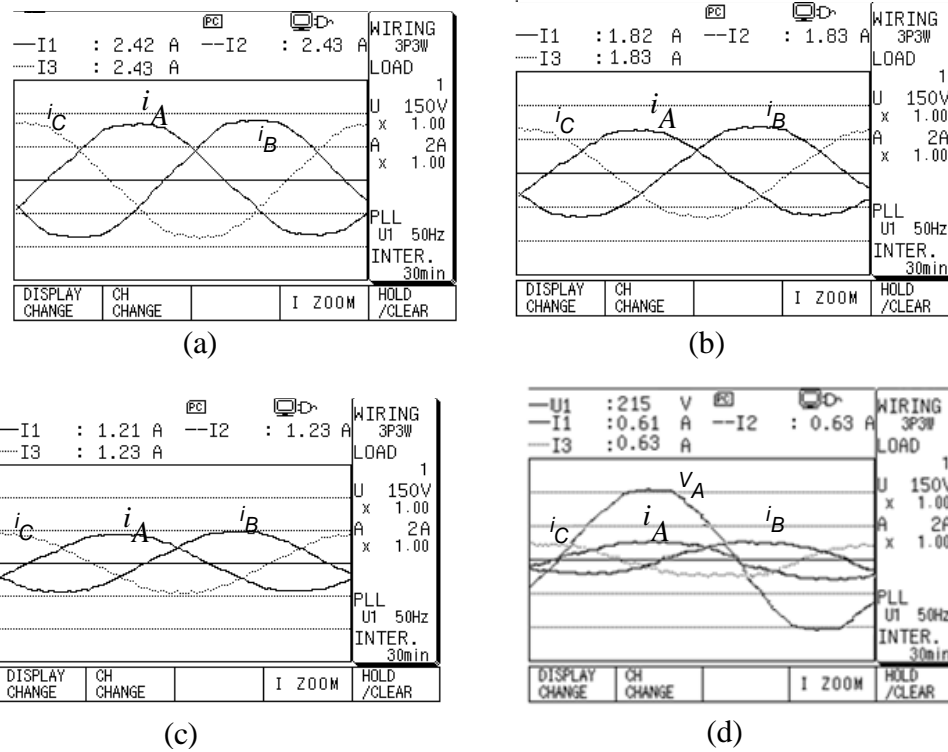 PC
WIRING
—I1 : 2.42 A --I2 : 2.43 A
3P3W
┈I3 : 2.43 A
LOAD
1
U 150V
x 1.00
A 2A
x 1.00
iC
iA
iB
PLL
U1 50Hz
INTER.
30min
DISPLAY CHANGE
CH CHANGE
I ZOOM
HOLD /CLEAR
(a)
PC
WIRING
—I1 :1.82 A --I2 : 1.83 A
3P3W
┈I3 :1.83 A
LOAD
1
U 150V
x 1.00
A 2A
x 1.00
iC
iA
iB
PLL
U1 50Hz
INTER.
30min
DISPLAY CHANGE
CH CHANGE
I ZOOM
HOLD /CLEAR
(b)
PC
WIRING
—I1 : 1.21 A --I2 : 1.23 A
3P3W
┈I3 : 1.23 A
LOAD
1
U 150V
x 1.00
A 2A
x 1.00
iC
iA
iB
PLL
U1 50Hz
INTER.
30min
DISPLAY CHANGE
CH CHANGE
I ZOOM
HOLD /CLEAR
(c)
—U1 :215 V PC
WIRING
—I1 :0.61 A --I2 : 0.63 A
3P3W
┈I3 :0.63 A
LOAD
1
U 150V
x 1.00
A 2A
x 1.00
VA
iC
iA
iB
PLL
U1 50Hz
INTER.
30min
DISPLAY CHANGE
CH CHANGE
I ZOOM
HOLD /CLEAR
(d)